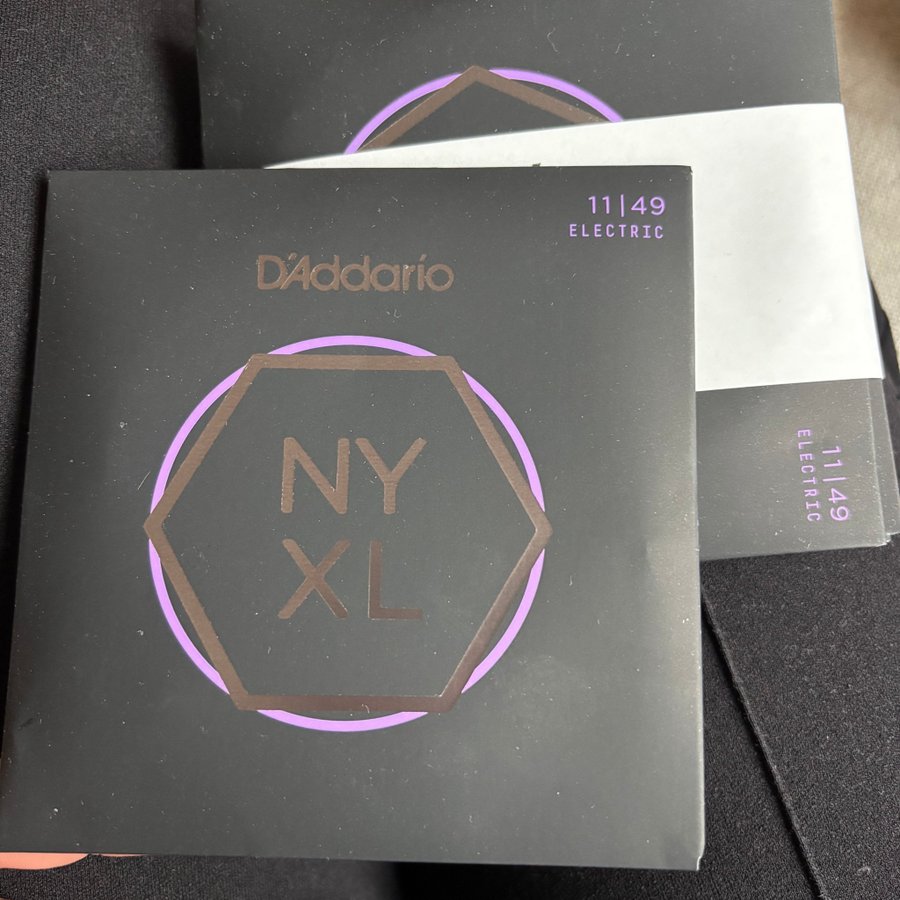 11|49
ELECTRIC
D'Addario
NY
XL
11|49
ELECTRIC